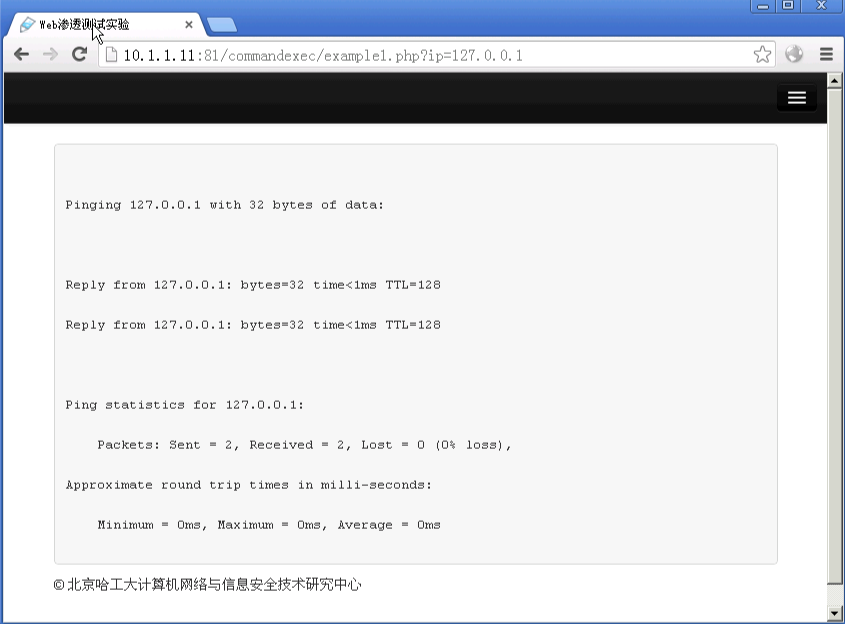 Web渗透测试实验
10.1.1.11:81/commandexec/example1.php?ip=127.0.0.1
Pinging 127.0.0.1 with 32 bytes of data:
Reply from 127.0.0.1: bytes=32 time<1ms TTL=128
Reply from 127.0.0.1: bytes=32 time<1ms TTL=128
Ping statistics for 127.0.0.1:
Packets: Sent = 2, Received = 2, Lost = 0 (0% loss),
Approximate round trip times in milli-seconds:
Minimum = 0ms, Maximum = 0ms, Average = 0ms
© 北京哈工大计算机网络与信息安全技术研究中心